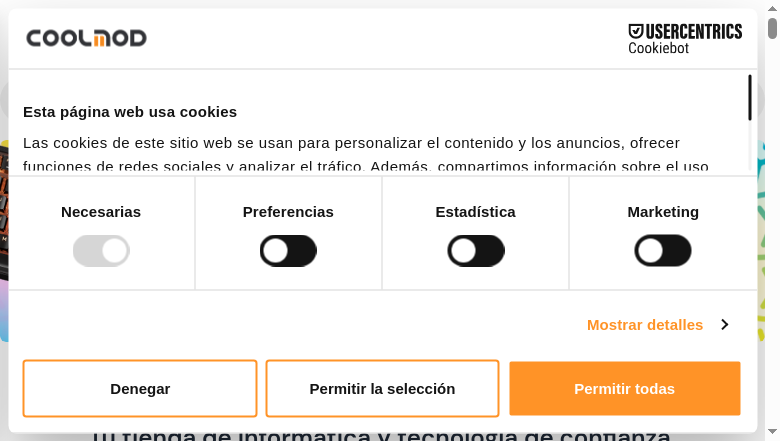 COOLMOD
USERCENTRICS
Cookiebot
Esta página web usa cookies
Las cookies de este sitio web se usan para personalizar el contenido y los anuncios, ofrecer
funciones de redes sociales y analizar el tráfico. Además, compartimos información sobre el uso
Necesarias
Preferencias
Estadística
Marketing
Mostrar detalles
Denegar
Permitir la selección
Permitir todas
Tu tienda de informática y tecnología de confianza